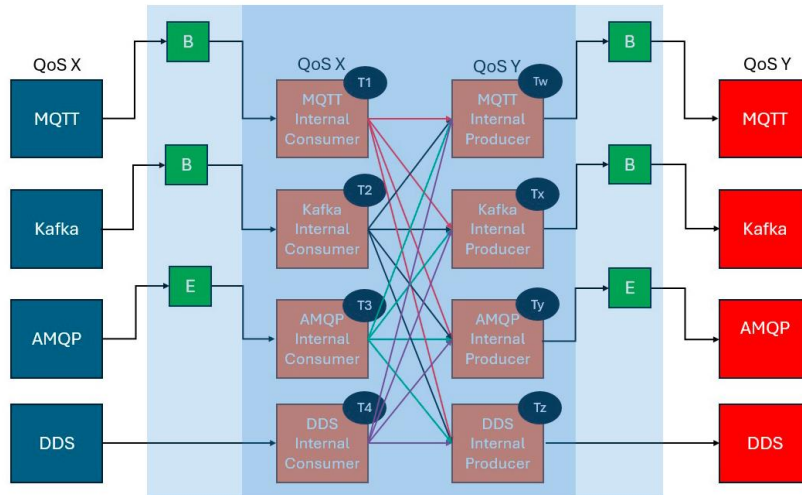 QoS X
MQTT
Kafka
AMQP
DDS
B
B
E
QoS X
T1
MQTT
Internal
Consumer
T2
Kafka
Internal
Consumer
T3
AMQP
Internal
Consumer
T4
DDS
Internal
Consumer
QoS Y
Tw
MQTT
Internal
Producer
Tx
Kafka
Internal
Producer
Ty
AMQP
Internal
Producer
Tz
DDS
Internal
Producer
B
B
E
QoS Y
MQTT
Kafka
AMQP
DDS